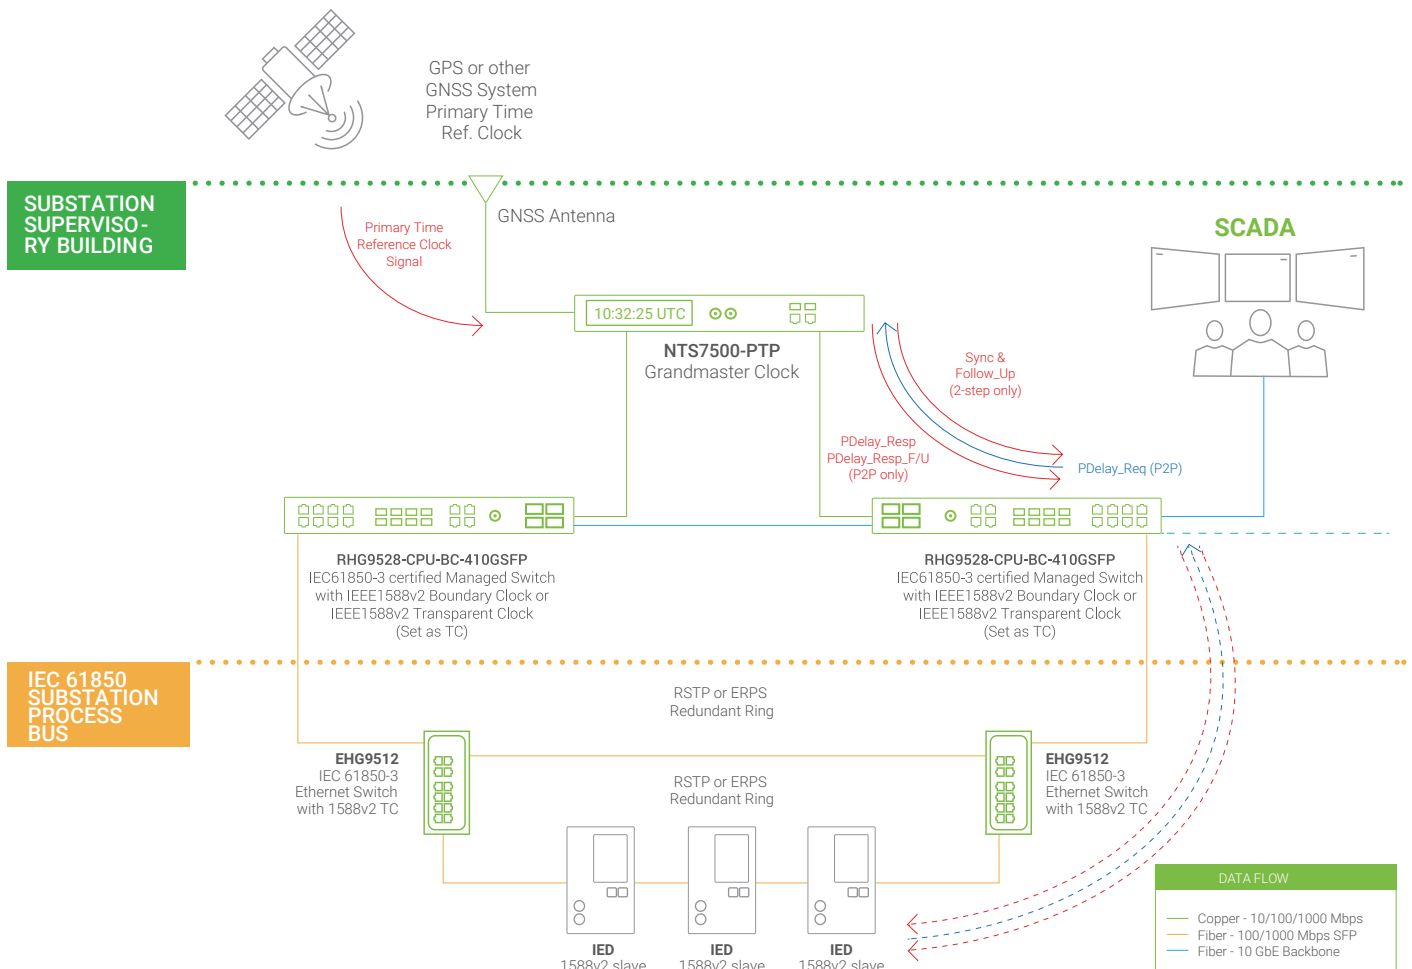 GPS or other
GNSS System
Primary Time
Ref. Clock
SUBSTATION
SUPERVISO-
RY BUILDING
GNSS Antenna
Primary Time
Reference Clock
Signal
SCADA
10:32:25 UTC
NTS7500-PTP
Grandmaster Clock
Sync &
Follow_Up
(2-step only)
PDelay_Resp
PDelay_Resp_F/U
(P2P only)
PDelay_Req (P2P)
RHG9528-CPU-BC-410GSFP
IEC61850-3 certified Managed Switch
with IEEE1588v2 Boundary Clock or
IEEE1588v2 Transparent Clock
(Set as TC)
RHG9528-CPU-BC-410GSFP
IEC61850-3 certified Managed Switch
with IEEE1588v2 Boundary Clock or
IEEE1588v2 Transparent Clock
(Set as TC)
IEC 61850
SUBSTATION
PROCESS
BUS
RSTP or ERPS
Redundant Ring
EHG9512
IEC 61850-3
Ethernet Switch
with 1588v2 TC
RSTP or ERPS
Redundant Ring
EHG9512
IEC 61850-3
Ethernet Switch
with 1588v2 TC
IED
1588v2 slave
IED
1588v2 slave
IED
1588v2 slave
DATA FLOW
Copper - 10/100/1000 Mbps
Fiber - 100/1000 Mbps SFP
Fiber - 10 GbE Backbone